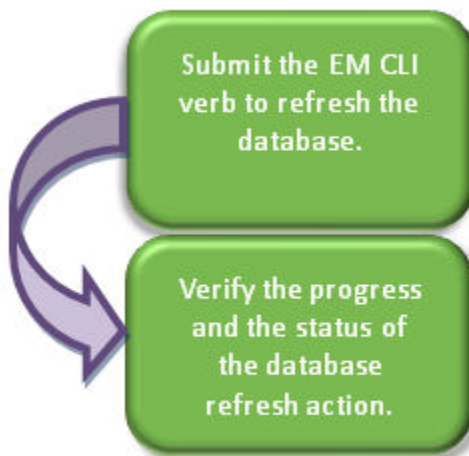 Submit the EM CLI
verb to refresh the
database.
Verify the progress
and the status of
the database
refresh action.